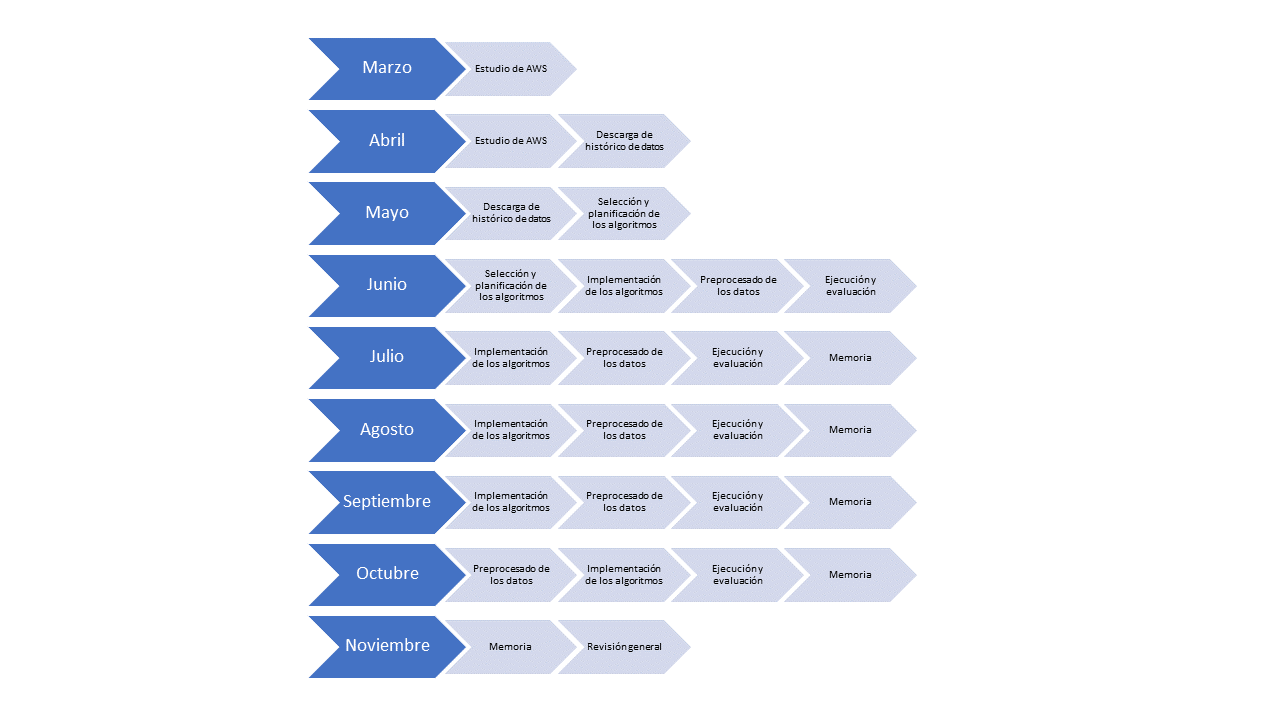 Marzo
Estudio de AWS
Abril
Estudio de AWS
Descarga de
histórico de datos
Mayo
Descarga de
histórico de datos
Selección y
planificación de
los algoritmos
Junio
Selección y
planificación de
los algoritmos
Implementación
de los algoritmos
Preprocesado de
los datos
Ejecución y
evaluación
Julio
Implementación
de los algoritmos
Preprocesado de
los datos
Ejecución y
evaluación
Memoria
Agosto
Implementación
de los algoritmos
Preprocesado de
los datos
Ejecución y
evaluación
Memoria
Septiembre
Implementación
de los algoritmos
Preprocesado de
los datos
Ejecución y
evaluación
Memoria
Octubre
Preprocesado de
los datos
Implementación
de los algoritmos
Ejecución y
evaluación
Memoria
Noviembre
Memoria
Revisión general